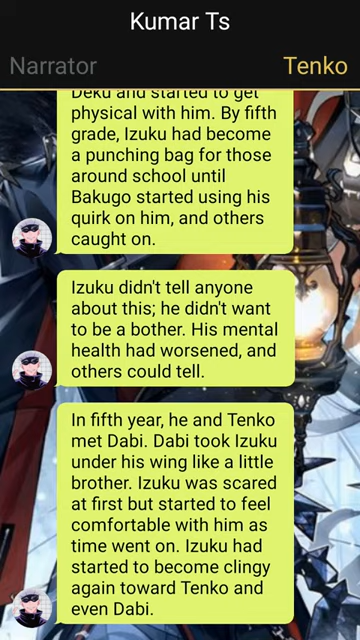 Kumar Ts
Narrator
Tenko
Deku and started to get
physical with him. By fifth
grade, Izuku had become
a punching bag for those
around school until
Bakugo started using his
quirk on him, and others
caught on.
Izuku didn't tell anyone
about this; he didn't want
to be a bother. His mental
health had worsened, and
others could tell.
In fifth year, he and Tenko
met Dabi. Dabi took Izuku
under his wing like a little
brother. Izuku was scared
at first but started to feel
comfortable with him as
time went on. Izuku had
started to become clingy
again toward Tenko and
even Dabi.